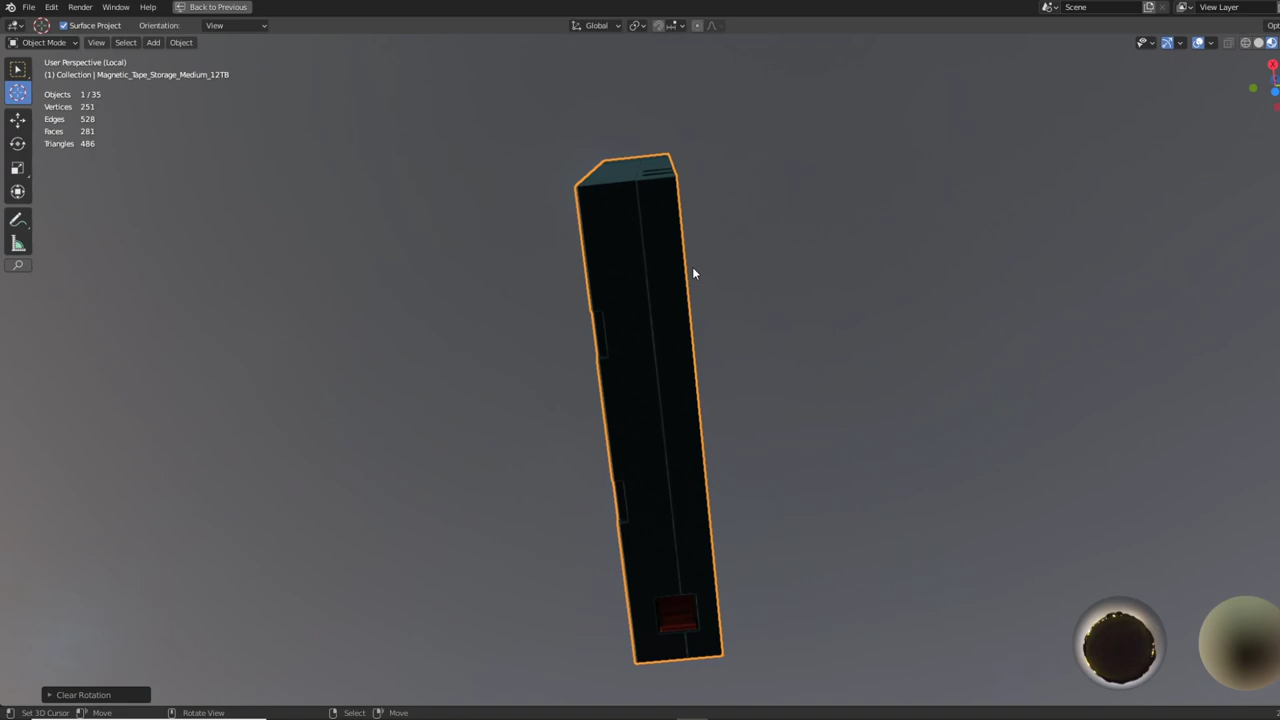 File Edit Render Window Help Back to Previous Scene View Layer
Surface Project Orientation: View Global
Object Mode View Select Add Object
User Perspective (Local)
(1) Collection | Magnetic_Tape_Storage_Medium_12TB
Objects 1 / 35
Vertices 251
Edges 528
Faces 281
Triangles 486
Clear Rotation
Set 3D Cursor Move Rotate View Select Move